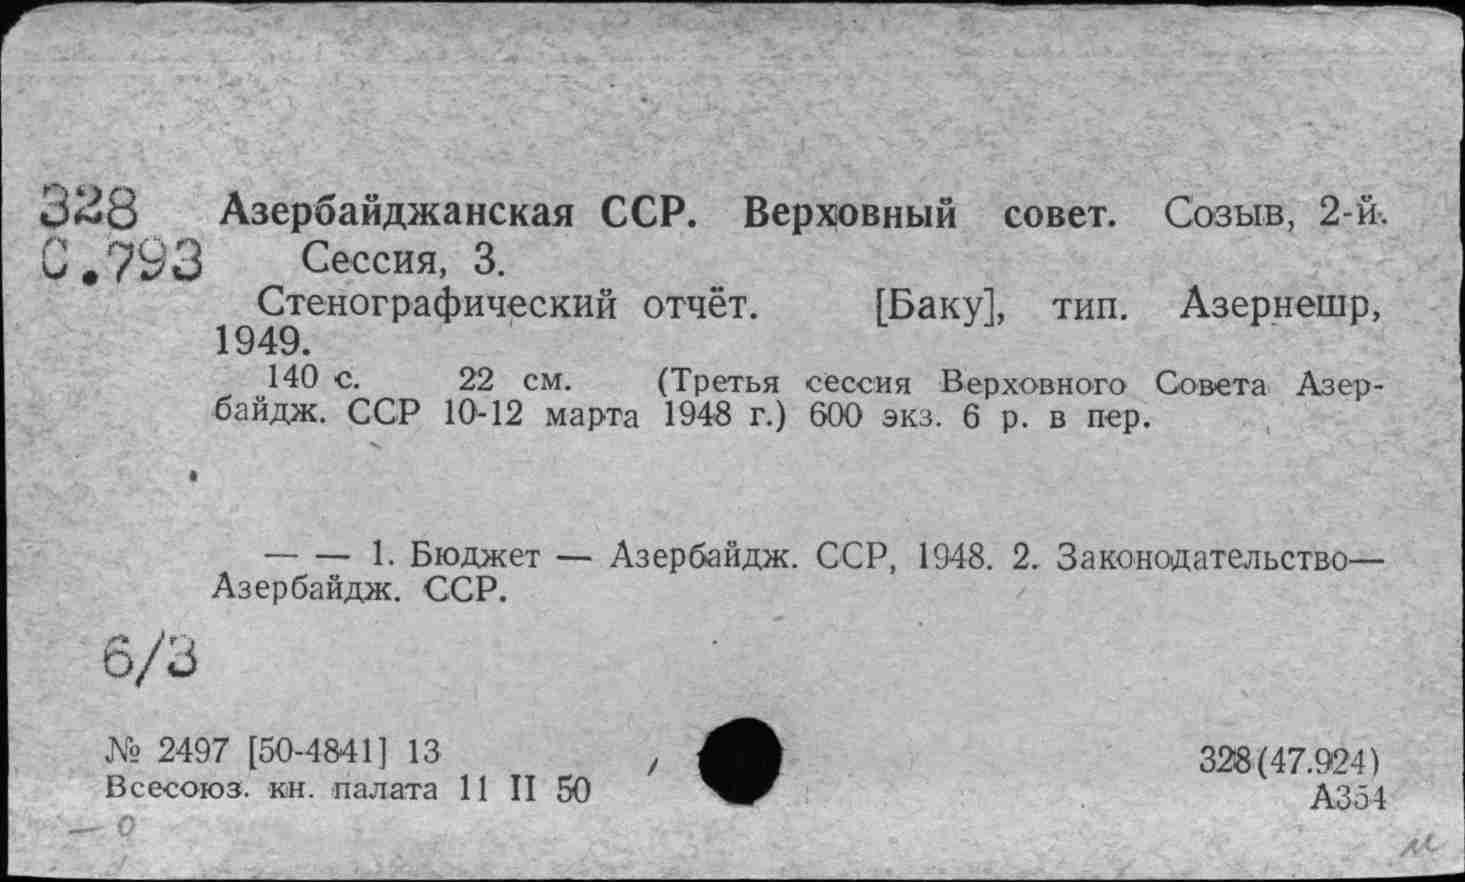 328 Азербайджанская ССР. Верховный совет. Созыв, 2-й.
С.793 Сессия, 3.
Стенографический отчёт. [Баку], тип. Азернешр,
1949.
140 с. 22 см. (Третья сессия Верховного Совета Азер-
байдж. ССР 10-12 марта 1948 г.) 600 экз. 6 р. в пер.
— — 1. Бюджет — Азербайдж. ССР, 1948. 2. Законодательство—
Азербайдж. ССР.
6/3
№ 2497 [50-4841] 13
Всесоюз. кн. палата 11 II 50
328(47.924)
А354
— 0